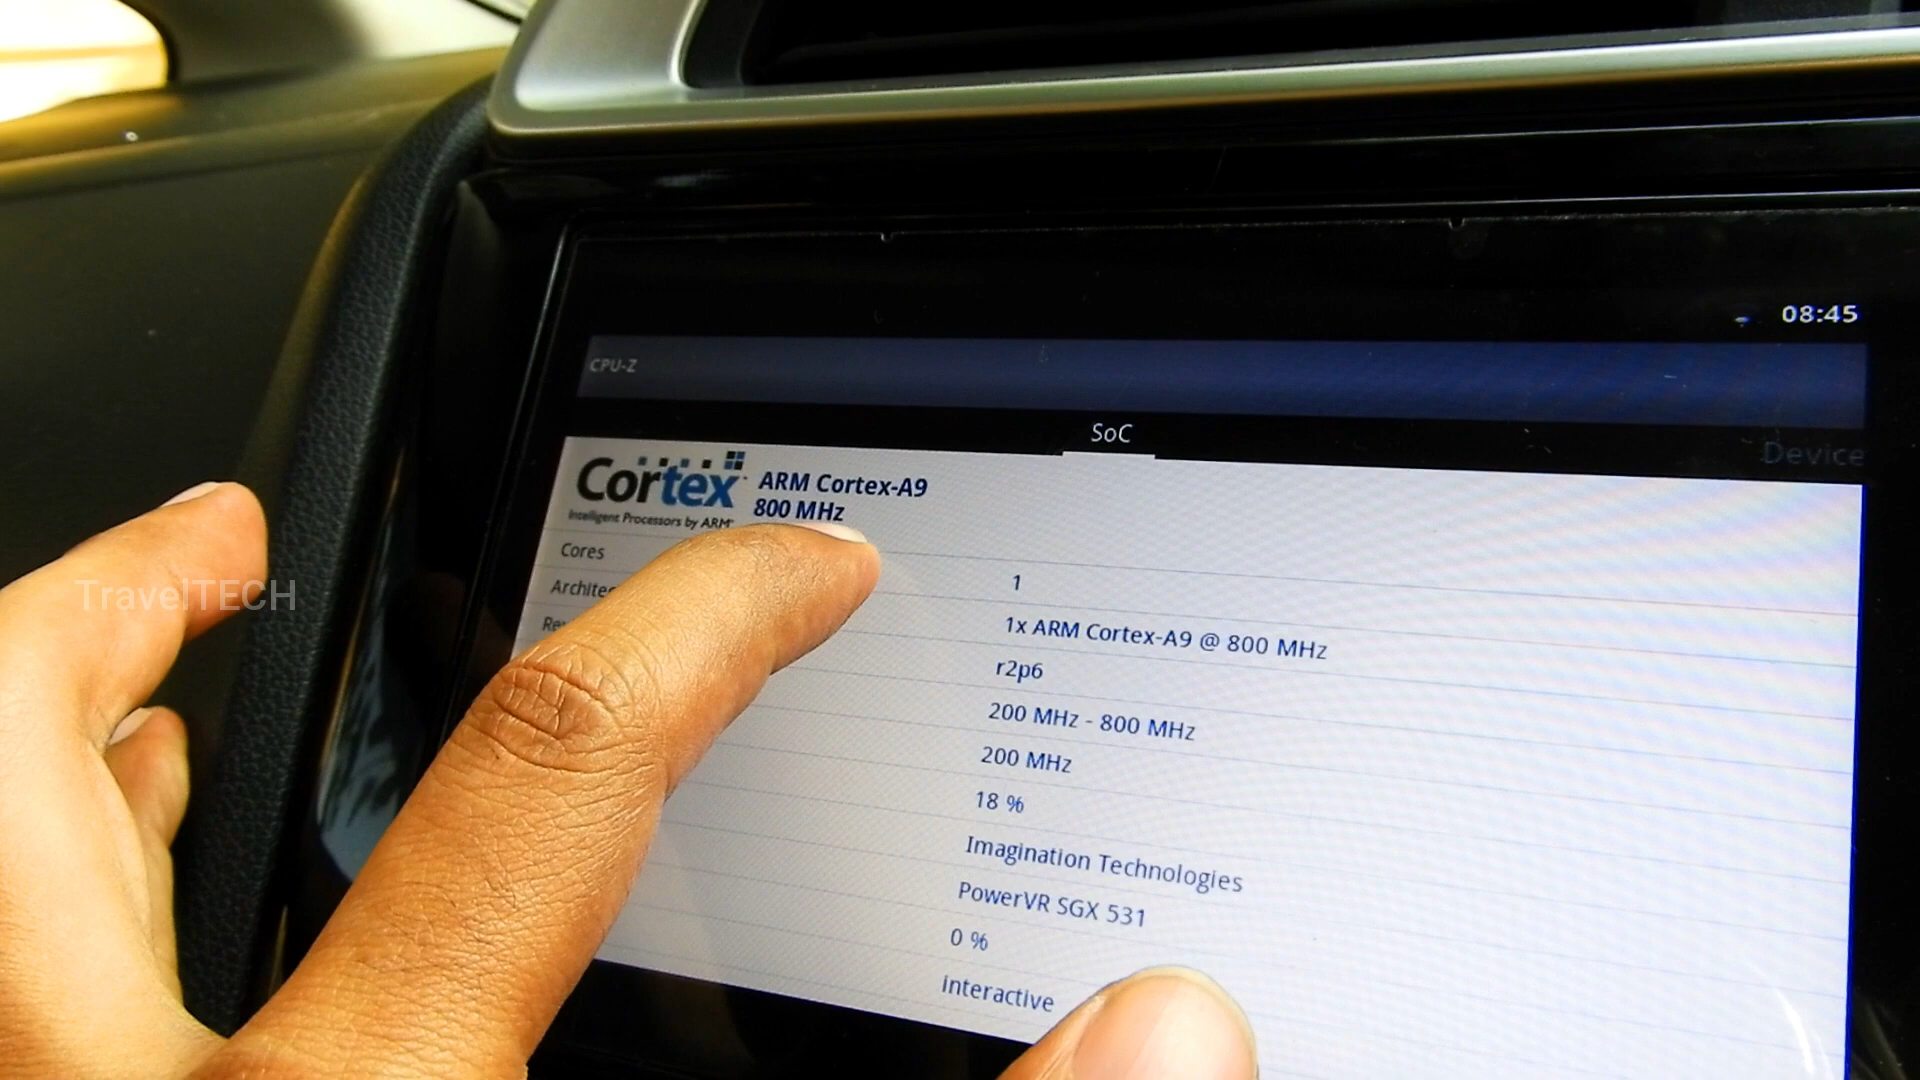 08:45
CPU-Z
SoC
Device
Cortex
Intelligent Processors by ARM
ARM Cortex-A9
800 MHz
Cores
1
1x ARM Cortex-A9 @ 800 MHz
r2p6
200 MHz - 800 MHz
200 MHz
18 %
Imagination Technologies
PowerVR SGX 531
0 %
interactive
TravelTECH